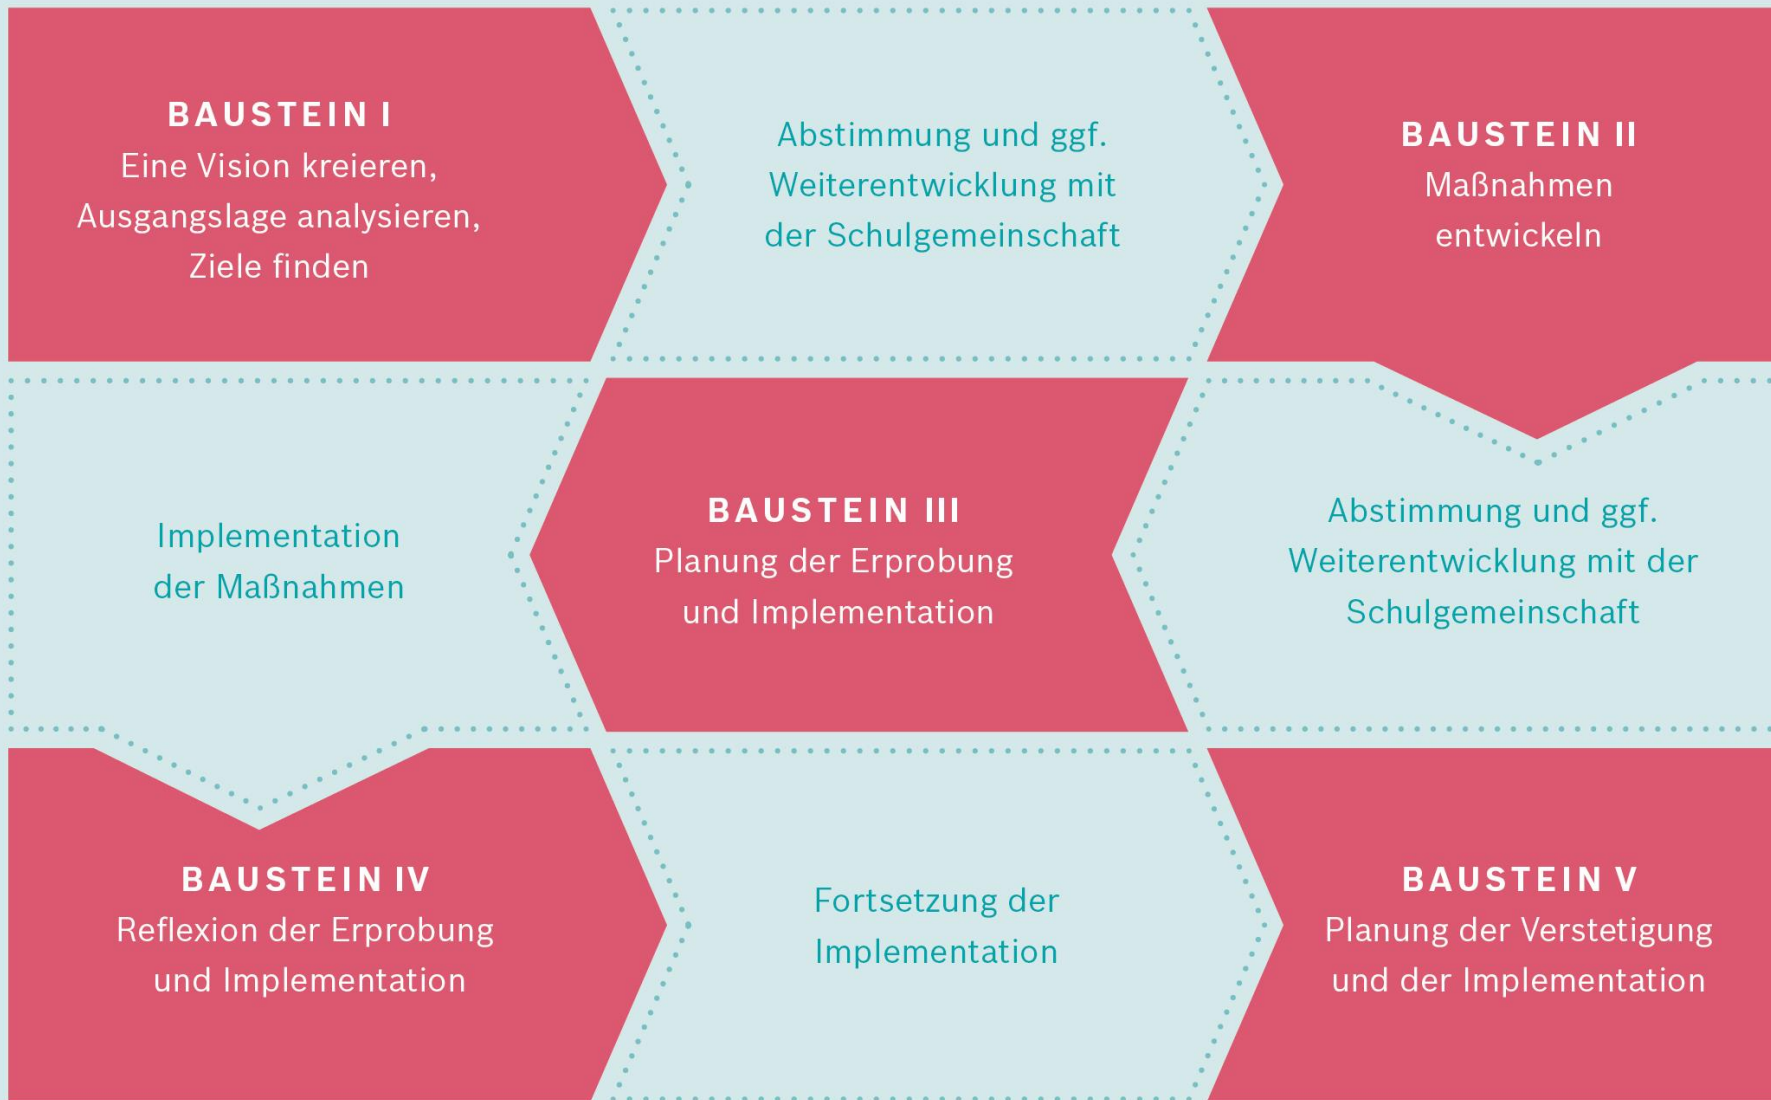 BAUSTEIN I
Eine Vision kreieren,
Ausgangslage analysieren,
Ziele finden
Abstimmung und ggf.
Weiterentwicklung mit
der Schulgemeinschaft
BAUSTEIN II
Maßnahmen
entwickeln
Abstimmung und ggf.
Weiterentwicklung mit der
Schulgemeinschaft
BAUSTEIN III
Planung der Erprobung
und Implementation
Implementation
der Maßnahmen
BAUSTEIN IV
Reflexion der Erprobung
und Implementation
Fortsetzung der
Implementation
BAUSTEIN V
Planung der Verstetigung
und der Implementation